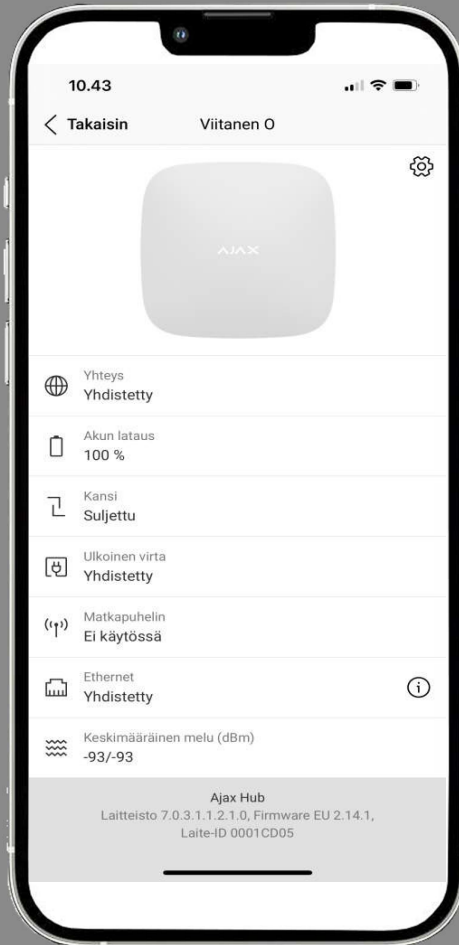 10.43
Takaisin Viitanen O
AJAX
Yhteys
Yhdistetty
Akun lataus
100 %
Kansi
Suljettu
Ulkoinen virta
Yhdistetty
Matkapuhelin
Ei käytössä
Ethernet
Yhdistetty
Keskimääräinen melu (dBm)
-93/-93
Ajax Hub
Laitteisto 7.0.3.1.1.2.1.0, Firmware EU 2.14.1,
Laite-ID 0001CD05